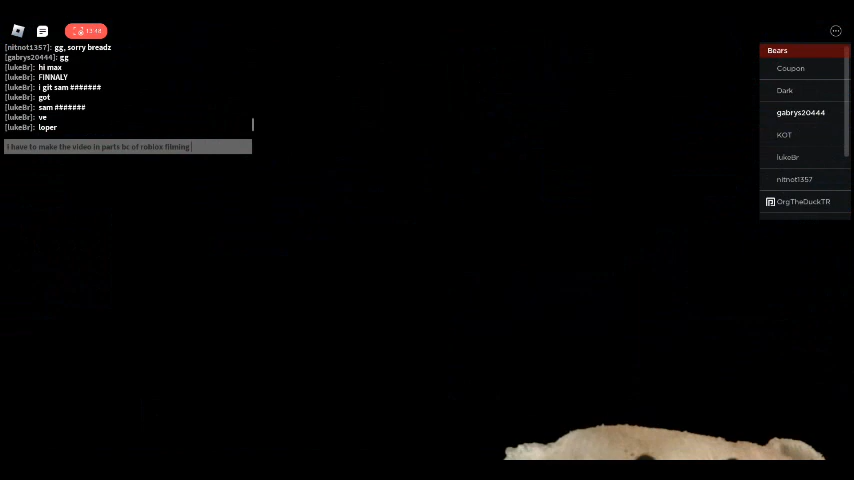 13:46
[nitnot1357]: gg, sorry breadz
[gabrys20444]: gg
[lukeBr]: hi max
[lukeBr]: FINNALY
[lukeBr]: i git sam #######
[lukeBr]: got
[lukeBr]: sam #######
[lukeBr]: ve
[lukeBr]: loper
I have to make the video in parts bc of roblox filming
Bears
Coupon
Dark
gabrys20444
KOT
lukeBr
nitnot1357
OrgTheDuckTR